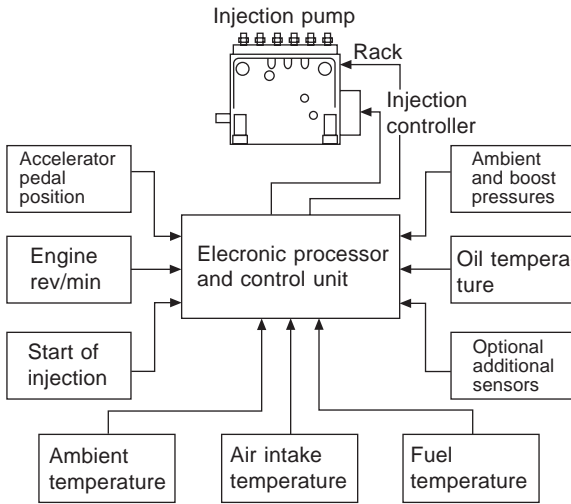 Injection pump
Rack
Injection
controller
Accelerator
pedal
position
Ambient
and boost
pressures
Engine
rev/min
Elecronic processor
and control unit
Oil tempera
ture
Start of
injection
Optional
additional
sensors
Ambient
temperature
Air intake
temperature
Fuel
temperature